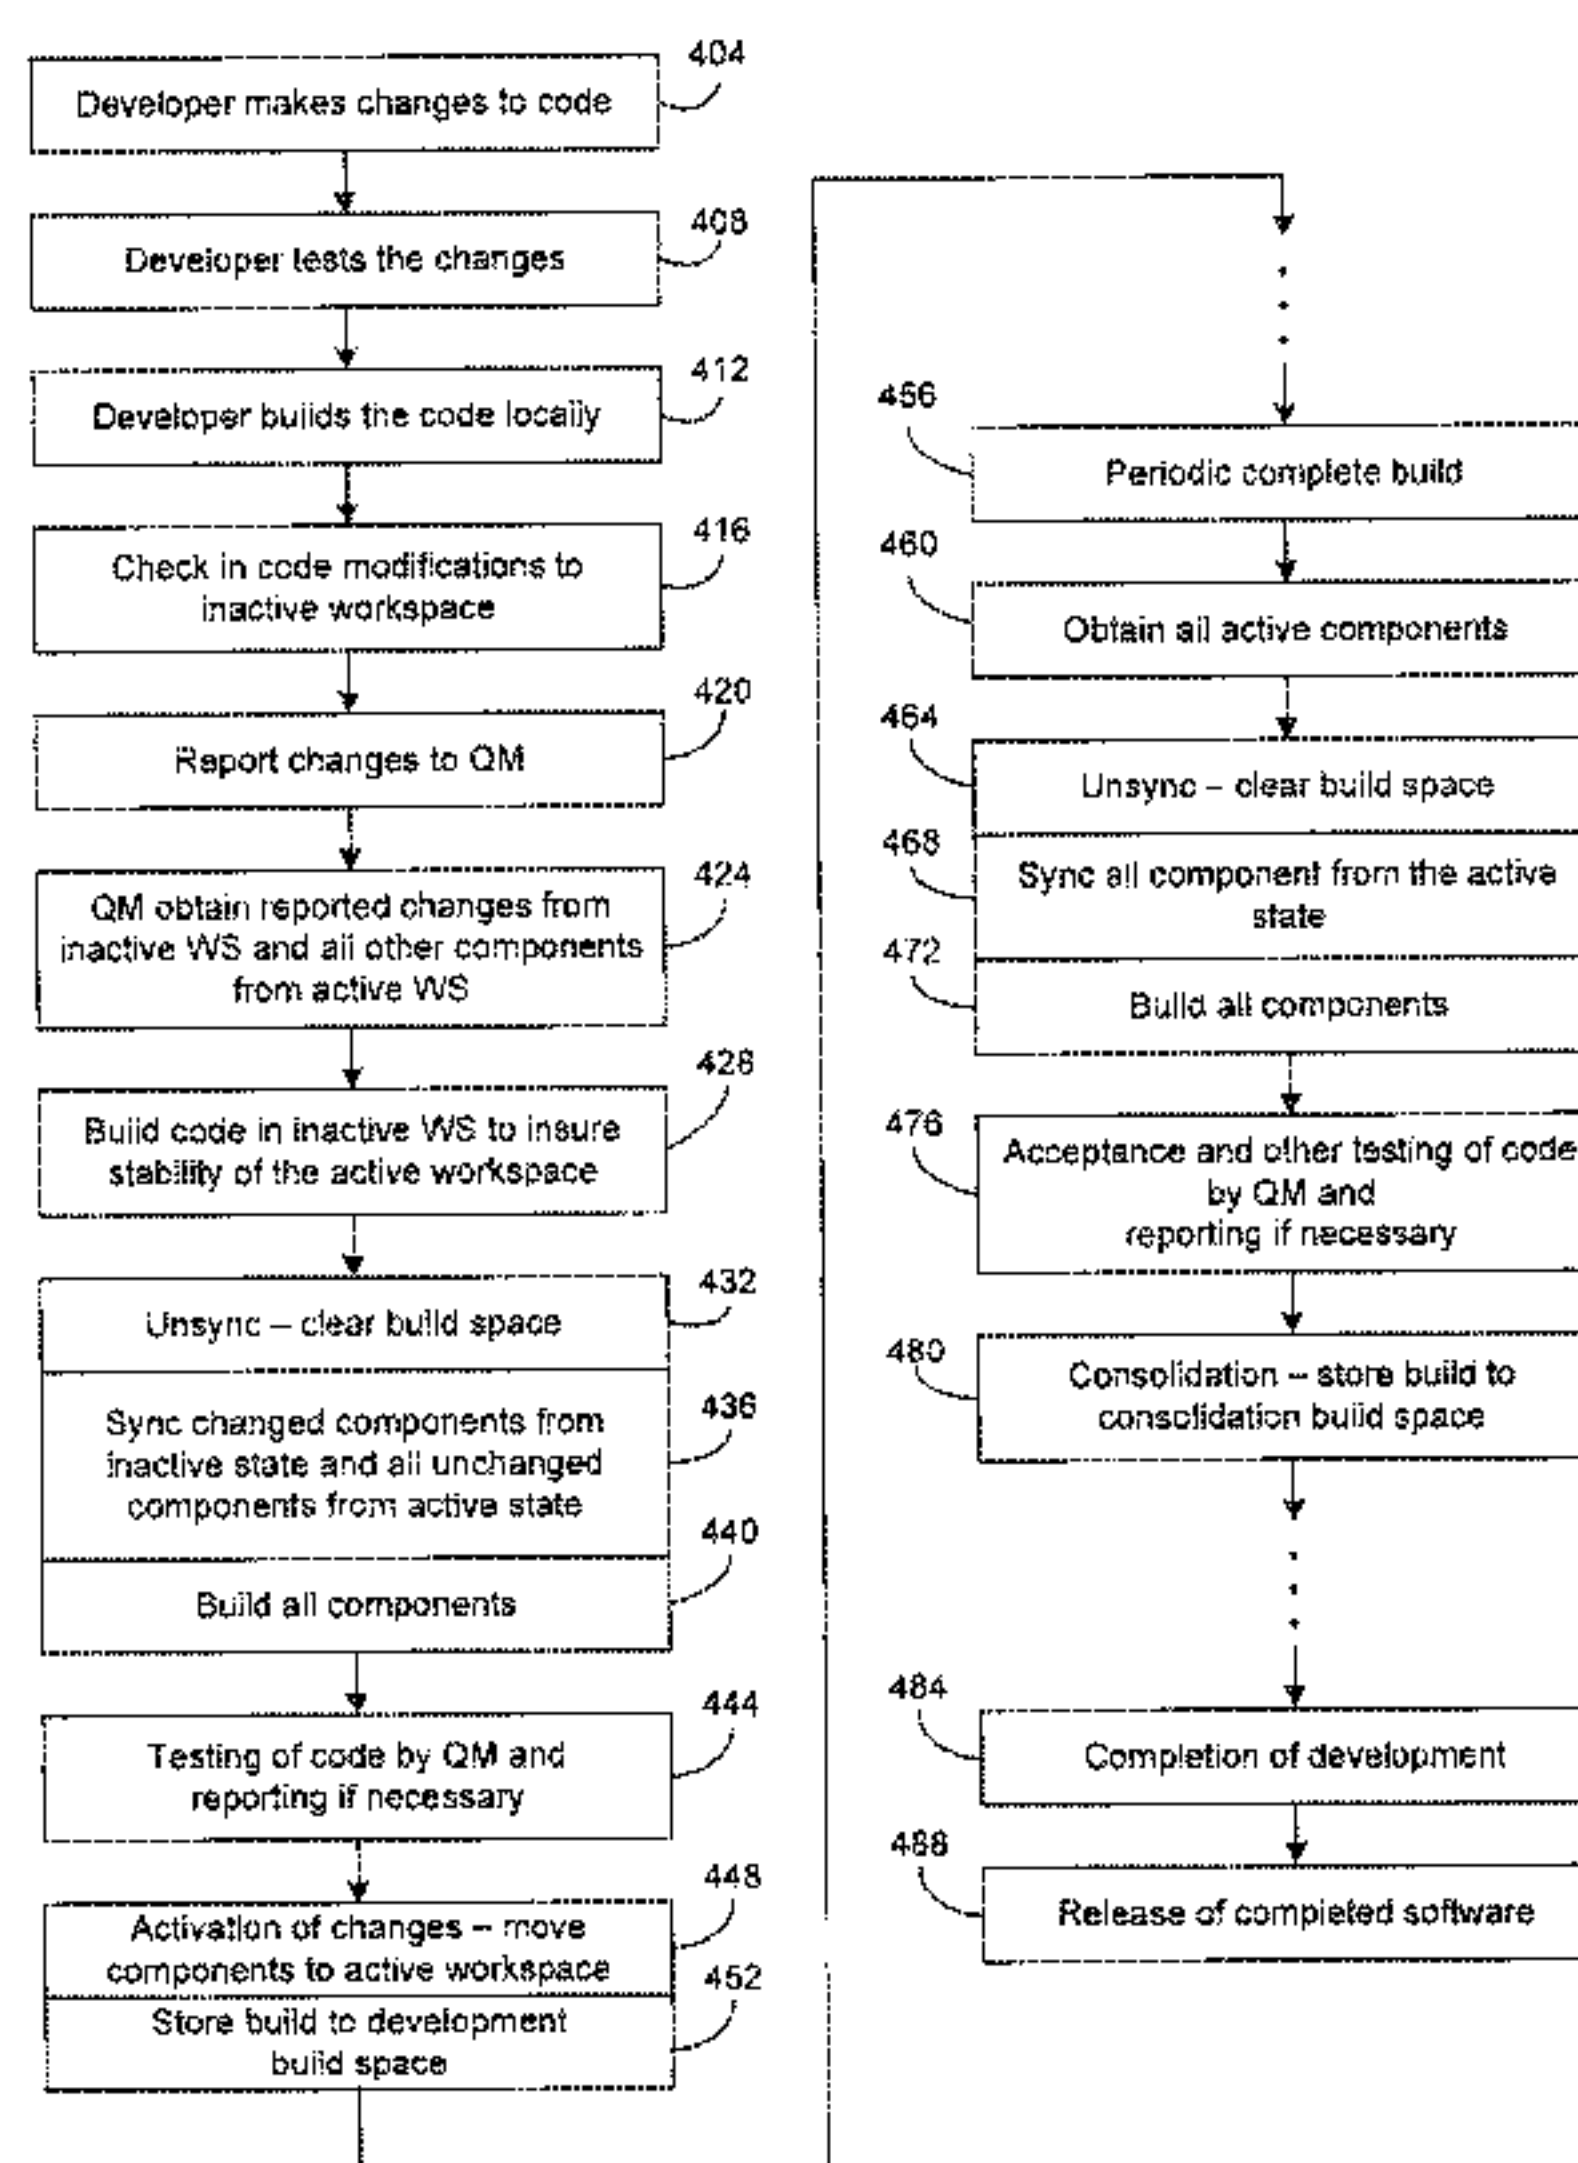 404
Developer makes changes to code
408
Developer tests the changes
412
Developer builds the code locally
416
Check in code modifications to
inactive workspace
420
Report changes to QM
424
QM obtain reported changes from
inactive WS and all other components
from active WS
428
Build code in inactive WS to insure
stability of the active workspace
432
Unsync – clear build space
436
Sync changed components from
inactive state and all unchanged
components from active state
440
Build all components
444
Testing of code by QM and
reporting if necessary
448
Activation of changes – move
components to active workspace
452
Store build to development
build space
456
Periodic complete build
460
Obtain all active components
464
Unsync – clear build space
468
Sync all component from the active
state
472
Build all components
476
Acceptance and other testing of code
by QM and
reporting if necessary
480
Consolidation – store build to
consolidation build space
484
Completion of development
488
Release of completed software